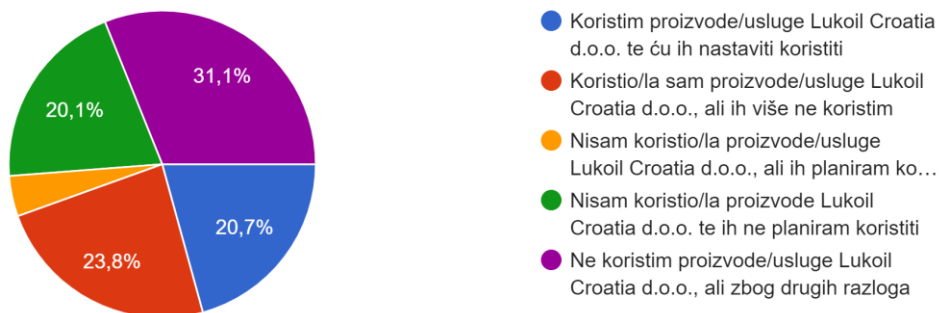 31,1%
20,1%
20,7%
23,8%
Koristim proizvode/usluge Lukoil Croatia
d.o.o. te ću ih nastaviti koristiti
Koristio/la sam proizvode/usluge Lukoil
Croatia d.o.o., ali ih više ne koristim
Nisam koristio/la proizvode/usluge
Lukoil Croatia d.o.o., ali ih planiram ko…
Nisam koristio/la proizvode Lukoil
Croatia d.o.o. te ih ne planiram koristiti
Ne koristim proizvode/usluge Lukoil
Croatia d.o.o., ali zbog drugih razloga